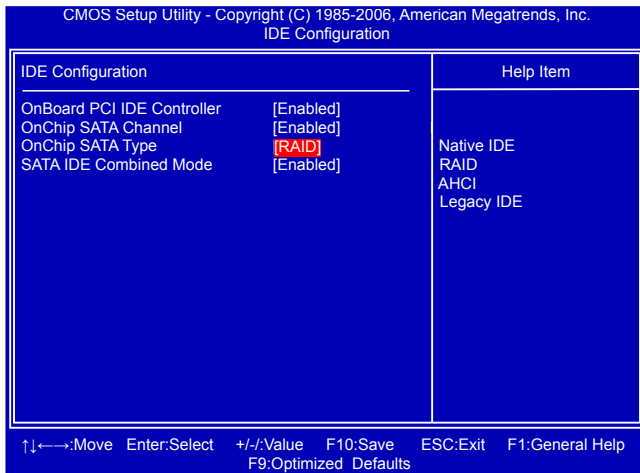 CMOS Setup Utility - Copyright (C) 1985-2006, American Megatrends, Inc.
IDE Configuration
IDE Configuration
Help Item
OnBoard PCI IDE Controller [Enabled]
OnChip SATA Channel [Enabled]
OnChip SATA Type [RAID]
SATA IDE Combined Mode [Enabled]
Native IDE
RAID
AHCI
Legacy IDE
↑↓←→:Move Enter:Select +/-/:Value F10:Save ESC:Exit F1:General Help
F9:Optimized Defaults